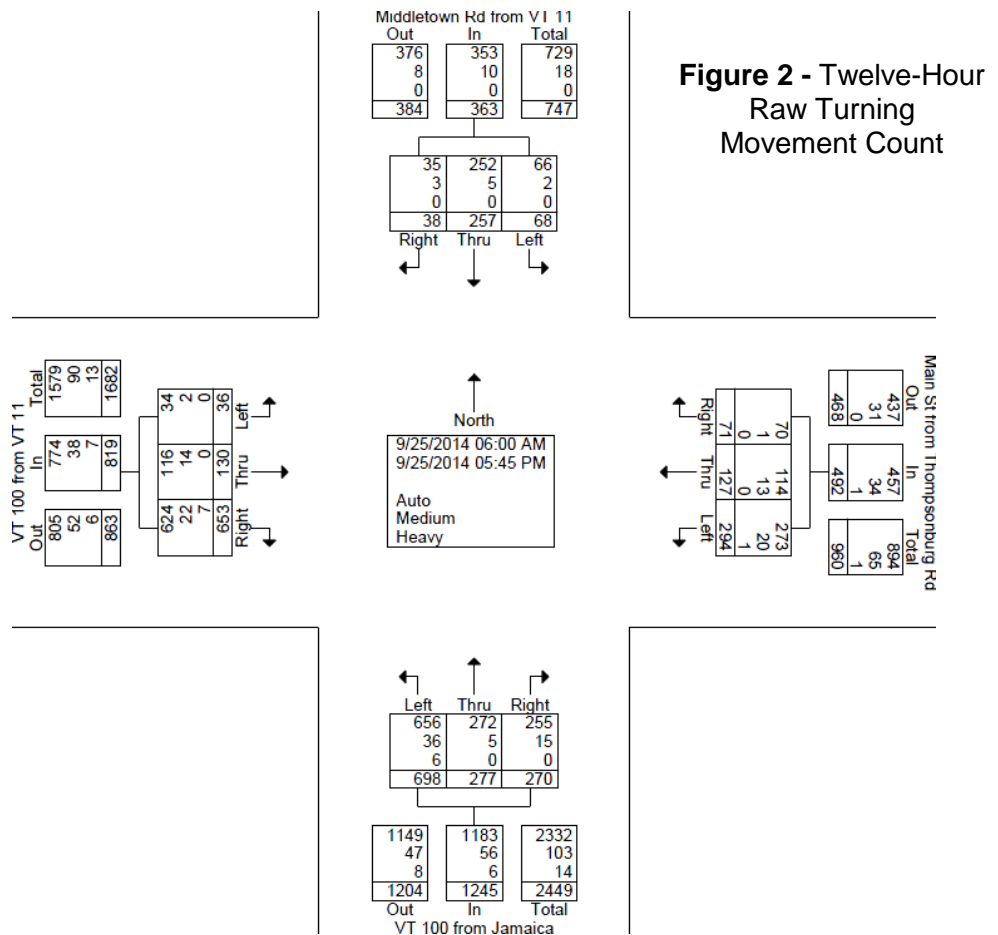 Middletown Rd from VT 11
Out In Total
376 353 729
8 10 18
0 0 0
384 363 747
Figure 2 - Twelve-Hour
Raw Turning
Movement Count
35 252 66
3 5 2
0 0 0
38 257 68
Right Thru Left
VT 100 from VT 11
Out In Total
805 774 1579
52 38 90
6 7 13
863 819 1682
624 116 34
22 14 2
7 0 0
653 130 36
Right Thru Left
North
9/25/2014 06:00 AM
9/25/2014 05:45 PM
Auto
Medium
Heavy
Right Thru Left
71 127 294
0 0 1
1 13 20
70 114 273
Main St from Thompsonburg Rd
Out In Total
437 457 894
31 34 65
0 1 1
468 492 960
Left Thru Right
656 272 255
36 5 15
6 0 0
698 277 270
1149 1183 2332
47 56 103
8 6 14
1204 1245 2449
Out In Total
VT 100 from Jamaica